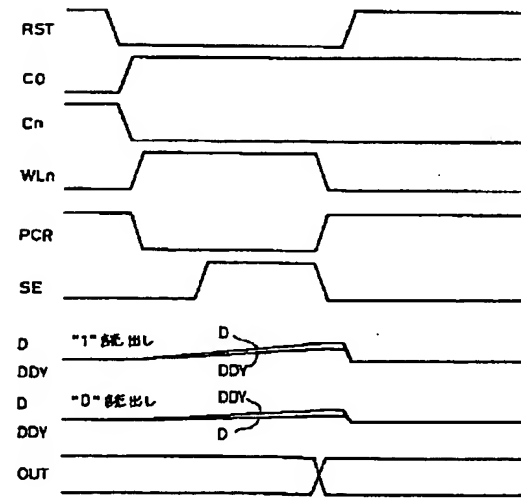 RST
C0
Cn
WLn
PCR
SE
D "1" 読出し D
DDY DDY
D "0" 読出し DDY
DDY D
OUT